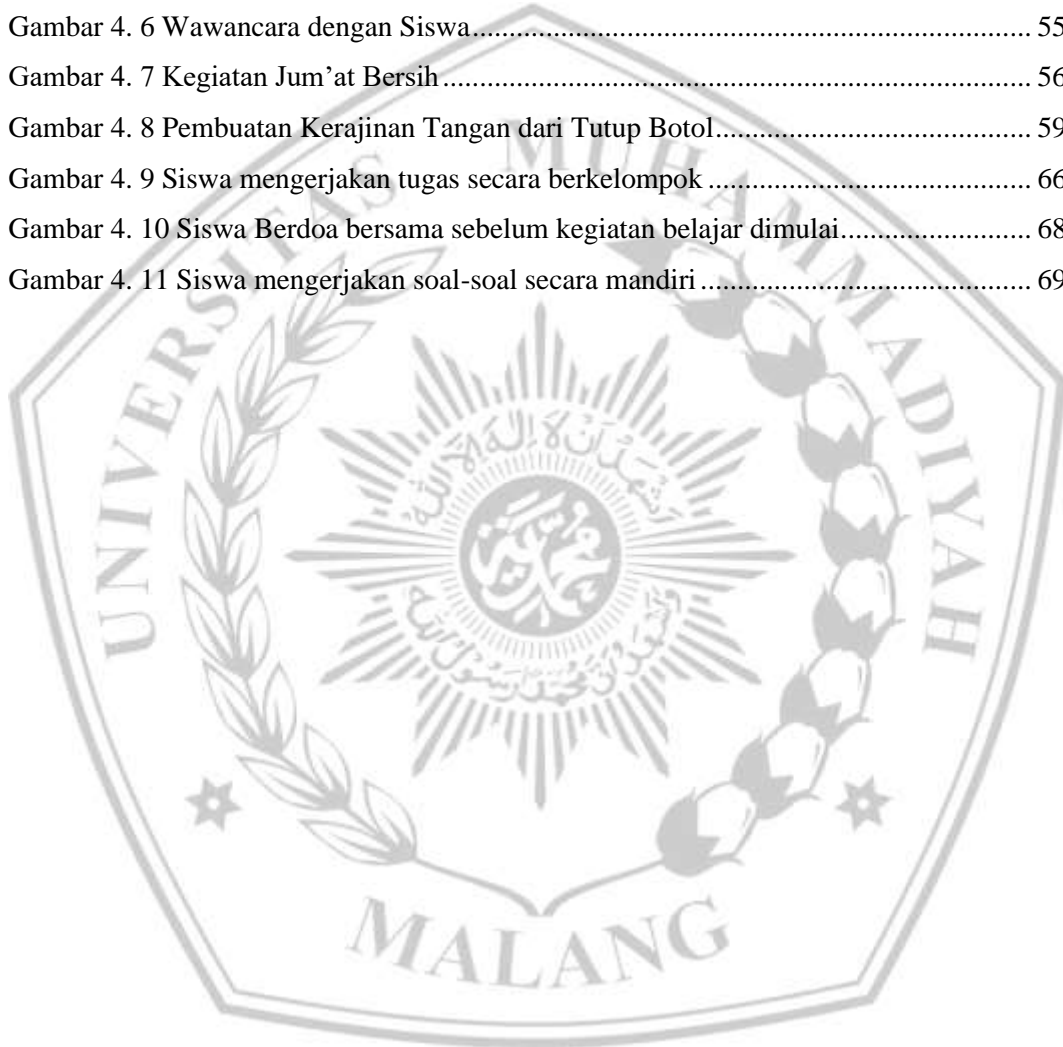 Gambar 4. 6 Wawancara dengan Siswa.......................................................................... 55
Gambar 4. 7 Kegiatan Jum’at Bersih.............................................................................. 56
Gambar 4. 8 Pembuatan Kerajinan Tangan dari Tutup Botol......................................... 59
Gambar 4. 9 Siswa mengerjakan tugas secara berkelompok .......................................... 66
Gambar 4. 10 Siswa Berdoa bersama sebelum kegiatan belajar dimulai......................... 68
Gambar 4. 11 Siswa mengerjakan soal-soal secara mandiri ........................................... 69
UNIVERSITAS MUHAMMADIYAH
MALANG